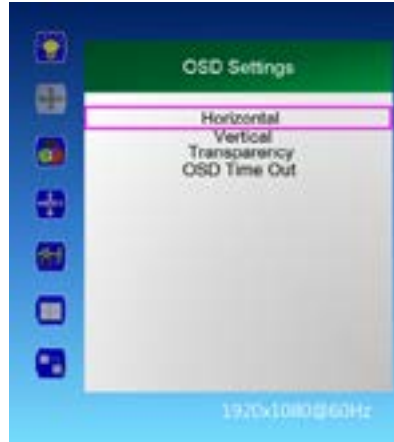 OSD Settings
Horizontal
Vertical
Transparency
OSD Time Out
1920x1080@60Hz